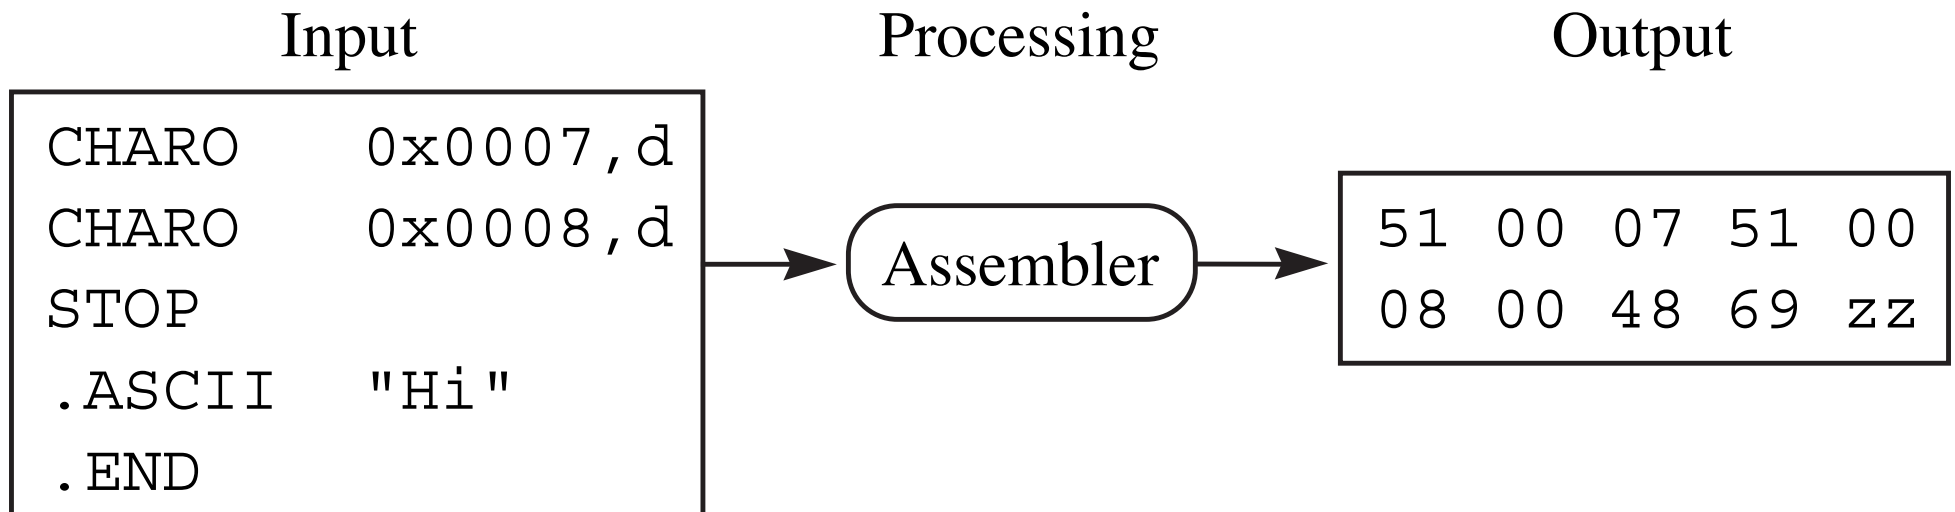 Input
Processing
Output
CHARO 0x0007,d
CHARO 0x0008,d
STOP
.ASCII "Hi"
.END
Assembler
51 00 07 51 00
08 00 48 69 zz